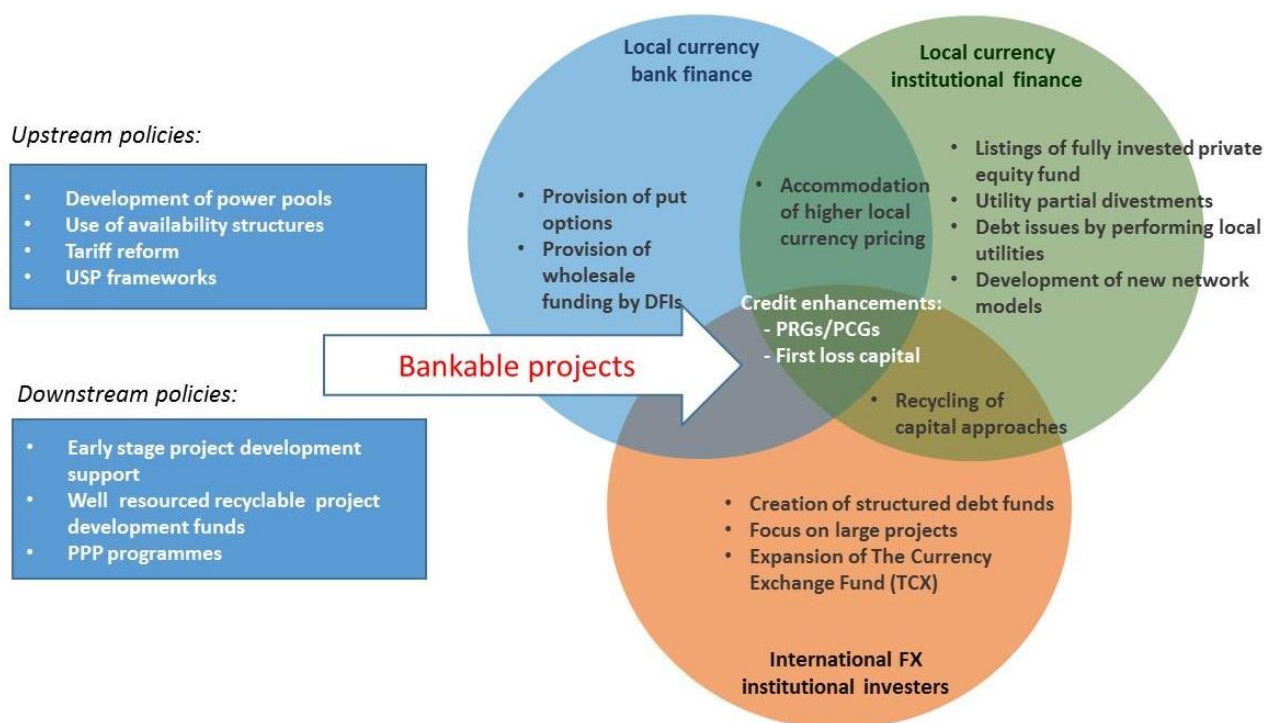 Upstream policies:
• Development of power pools
• Use of availability structures
• Tariff reform
• USP frameworks
Downstream policies:
• Early stage project development
support
• Well resourced recyclable project
development funds
• PPP programmes
Bankable projects
Local currency
bank finance
• Provision of put
options
• Provision of
wholesale
funding by DFIs
• Accommodation
of higher local
currency pricing
Local currency
institutional finance
• Listings of fully invested private
equity fund
• Utility partial divestments
• Debt issues by performing local
utilities
• Development of new network
models
Credit enhancements:
- PRGs/PCGs
- First loss capital
• Recycling of
capital approaches
• Creation of structured debt funds
• Focus on large projects
• Expansion of The Currency
Exchange Fund (TCX)
International FX
institutional investers